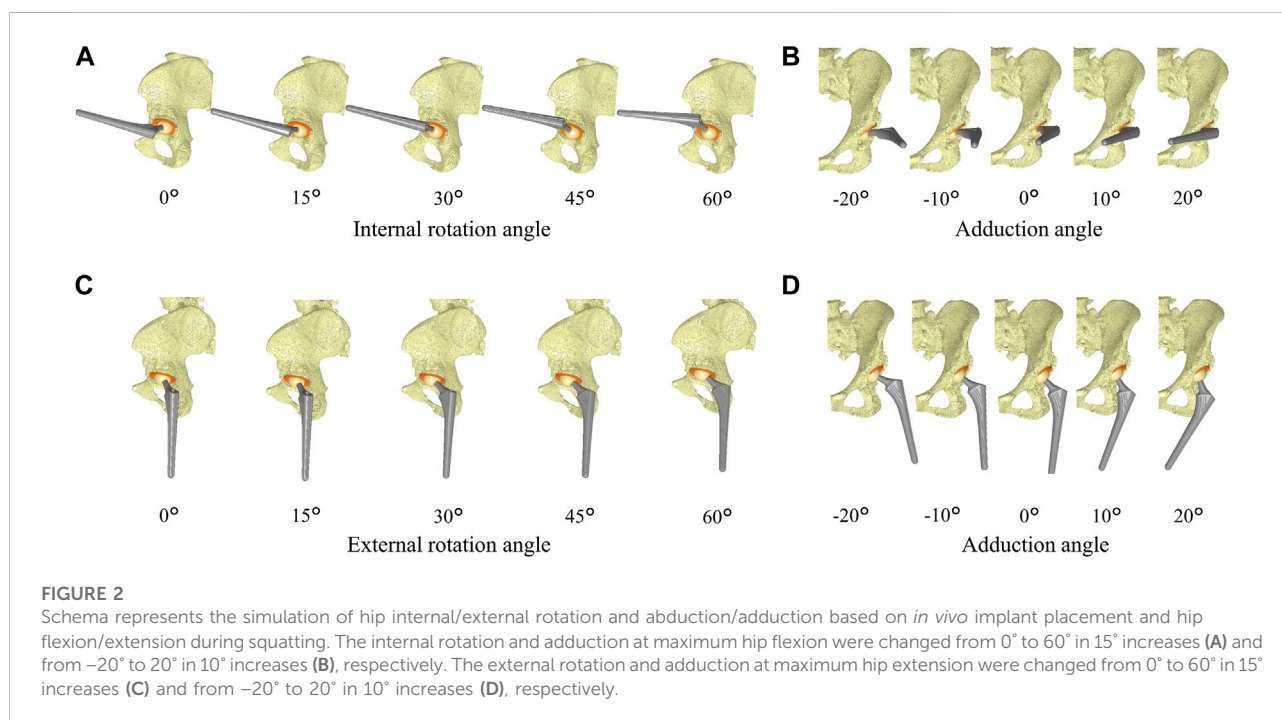 A
B
0° 15° 30° 45° 60°
Internal rotation angle
-20° -10° 0° 10° 20°
Adduction angle
C
D
0° 15° 30° 45° 60°
External rotation angle
-20° -10° 0° 10° 20°
Adduction angle
FIGURE 2
Schema represents the simulation of hip internal/external rotation and abduction/adduction based on in vivo implant placement and hip
flexion/extension during squatting. The internal rotation and adduction at maximum hip flexion were changed from 0° to 60° in 15° increases (A) and
from −20° to 20° in 10° increases (B), respectively. The external rotation and adduction at maximum hip extension were changed from 0° to 60° in 15°
increases (C) and from −20° to 20° in 10° increases (D), respectively.